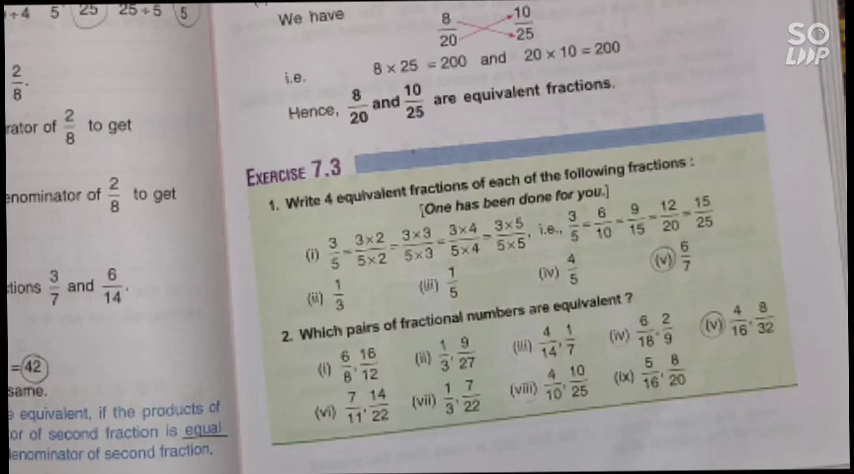 ÷4 5 25 25÷5 5
2/8.
rator of 2/8 to get
enominator of 2/8 to get
tions 3/7 and 6/14.
= 42
same.
e equivalent, if the products of
or of second fraction is equal
denominator of second fraction.
We have 8/20 10/25
i.e. 8 × 25 = 200 and 20 × 10 = 200
Hence, 8/20 and 10/25 are equivalent fractions.
EXERCISE 7.3
1. Write 4 equivalent fractions of each of the following fractions :
[One has been done for you.]
(i) 3/5 = 3×2/5×2 = 3×3/5×3 = 3×4/5×4 = 3×5/5×5, i.e., 3/5 = 6/10 = 9/15 = 12/20 = 15/25
(ii) 1/3 (iii) 1/5 (iv) 4/5 (v) 6/7
2. Which pairs of fractional numbers are equivalent ?
(i) 6/8, 16/12 (ii) 1/3, 9/27 (iii) 4/14, 1/7 (iv) 6/18, 2/9 (v) 4/16, 8/32
(vi) 7/11, 14/22 (vii) 1/3, 7/22 (viii) 4/10, 10/25 (ix) 5/16, 8/20
SO
LOOP